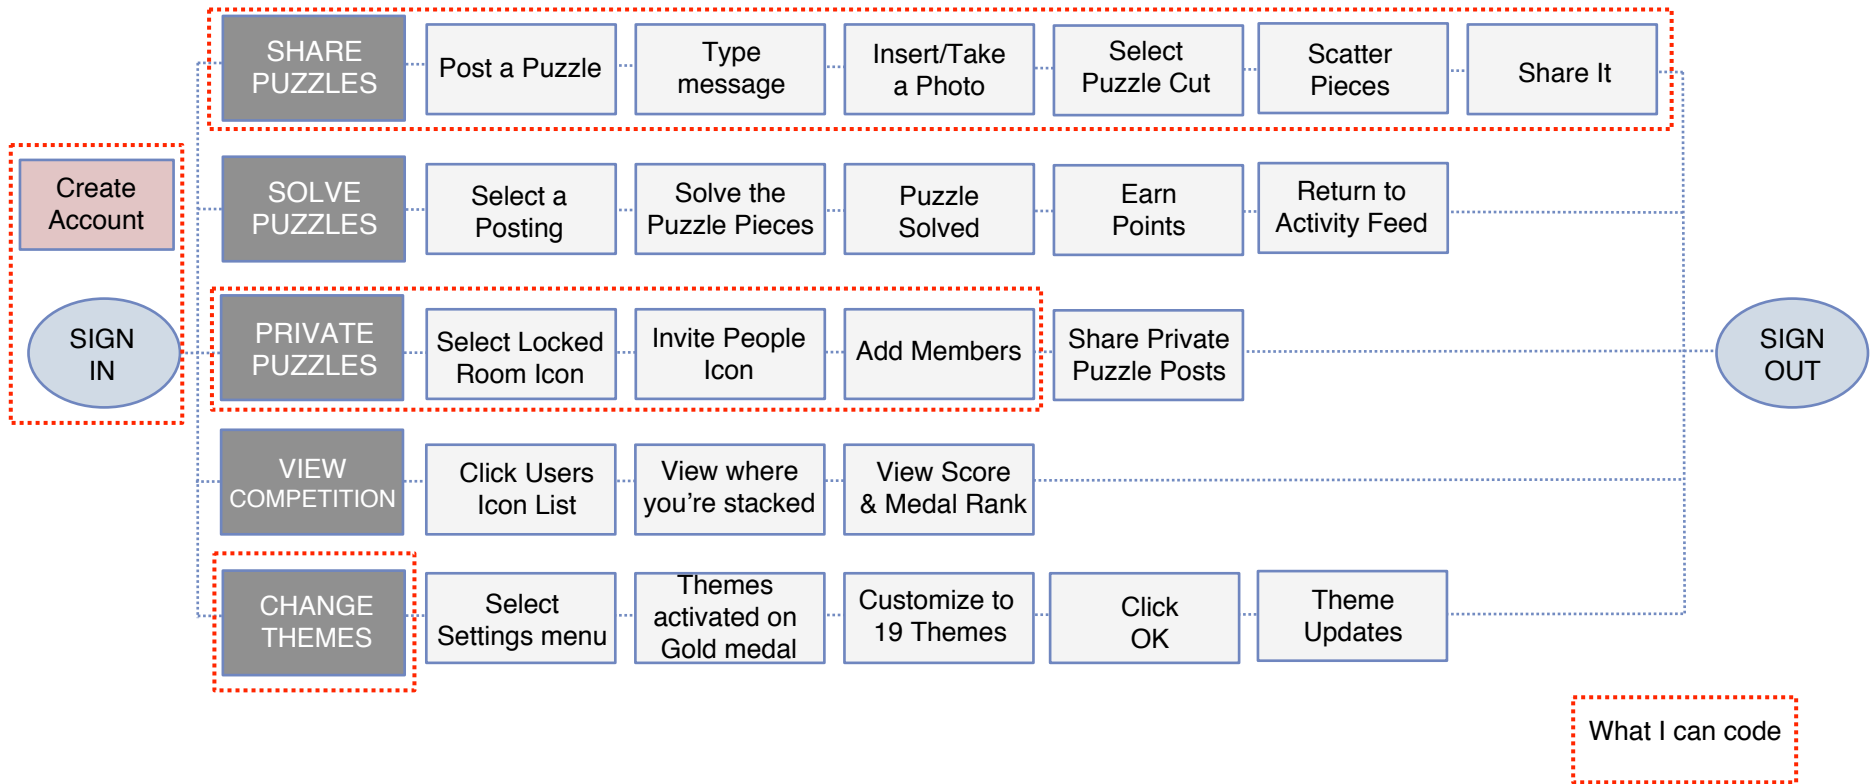 SHARE
PUZZLES
Post a Puzzle
Type
message
Insert/Take
a Photo
Select
Puzzle Cut
Scatter
Pieces
Share It
Create
Account
SOLVE
PUZZLES
Select a
Posting
Solve the
Puzzle Pieces
Puzzle
Solved
Earn
Points
Return to
Activity Feed
SIGN
IN
PRIVATE
PUZZLES
Select Locked
Room Icon
Invite People
Icon
Add Members
Share Private
Puzzle Posts
SIGN
OUT
VIEW
COMPETITION
Click Users
Icon List
View where
you’re stacked
View Score
& Medal Rank
CHANGE
THEMES
Select
Settings menu
Themes
activated on
Gold medal
Customize to
19 Themes
Click
OK
Theme
Updates
What I can code